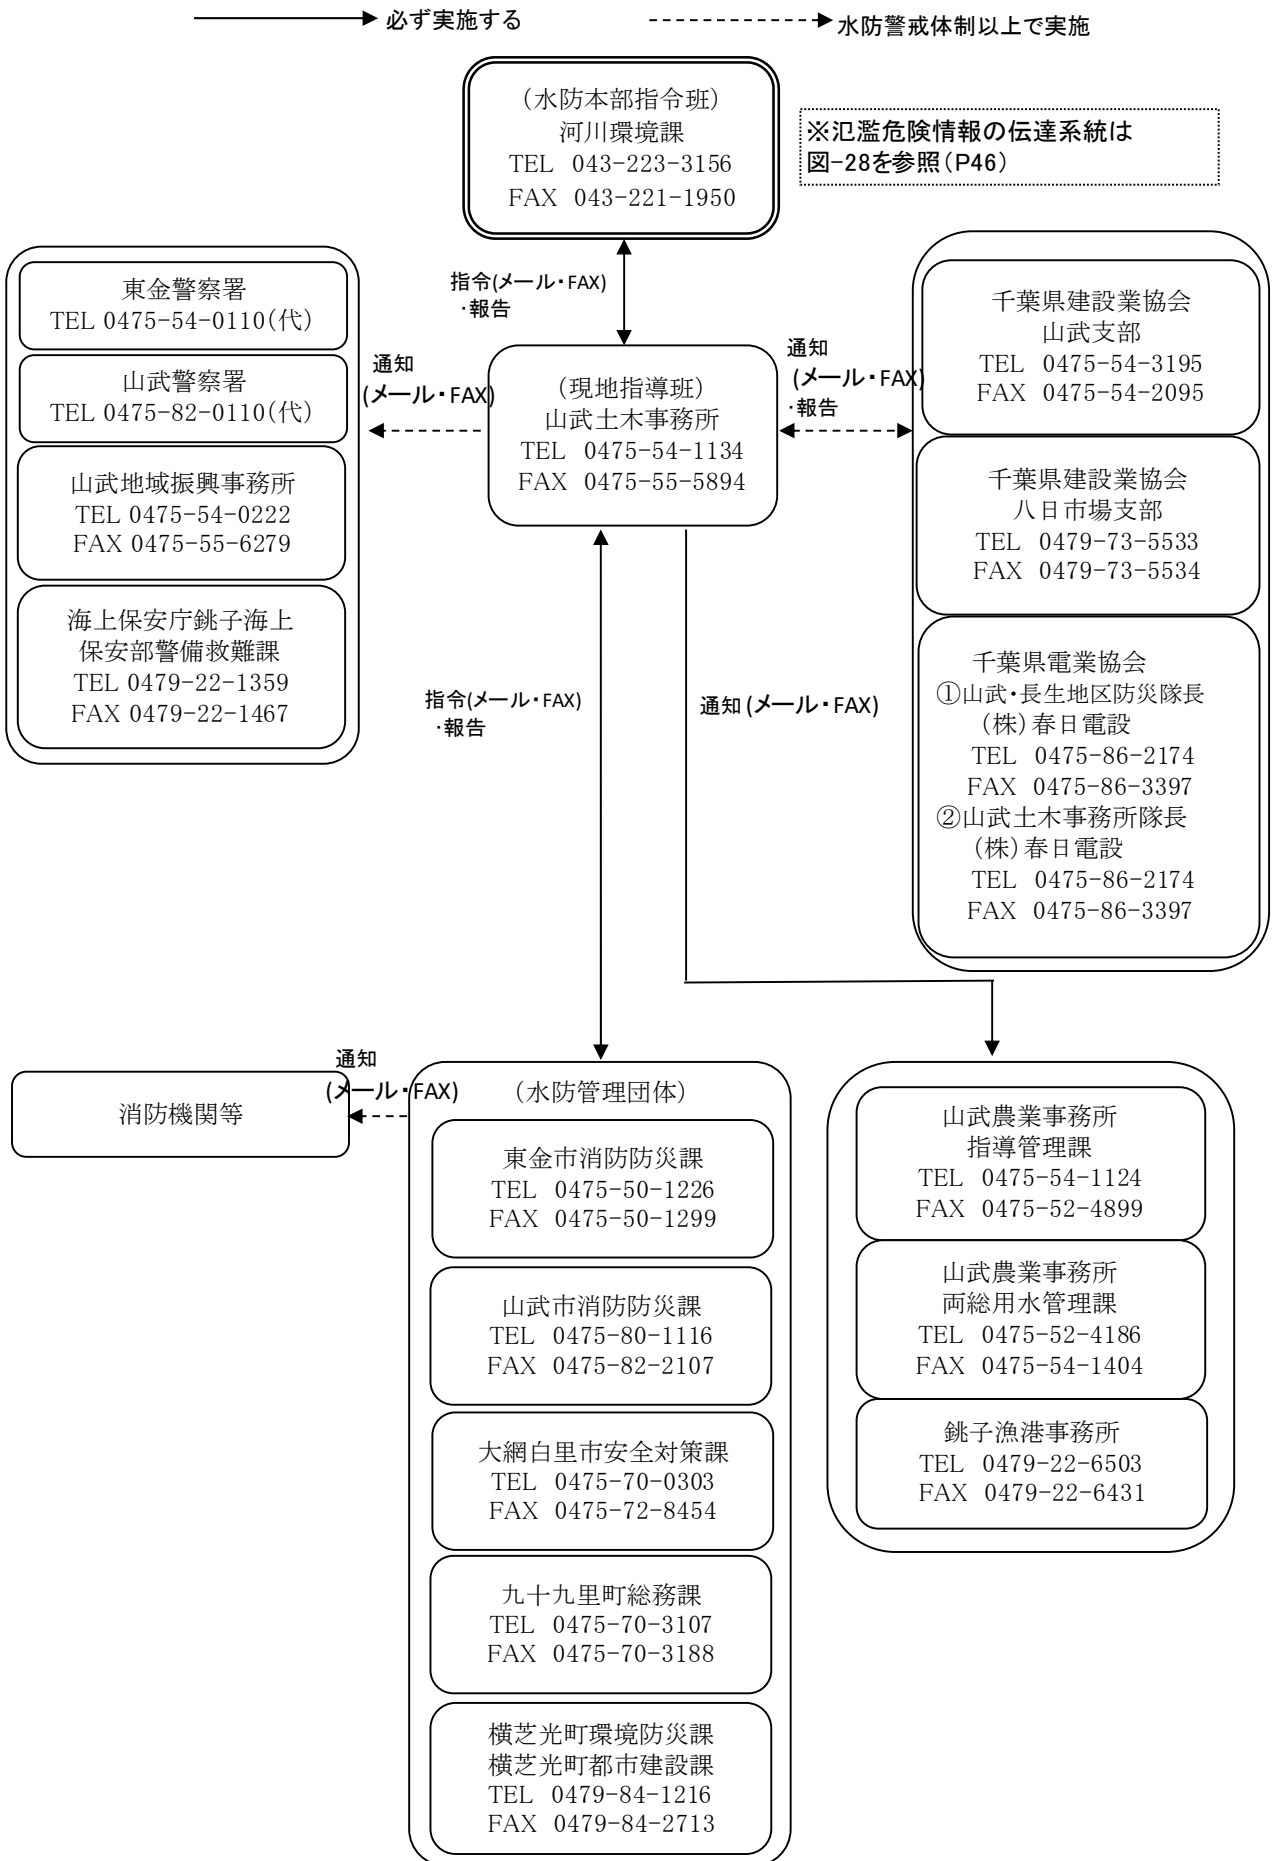 必ず実施する
水防警戒体制以上で実施
(水防本部指令班)
河川環境課
TEL 043-223-3156
FAX 043-221-1950
※氾濫危険情報の伝達系統は
図-28を参照(P46)
東金警察署
TEL 0475-54-0110(代)
山武警察署
TEL 0475-82-0110(代)
山武地域振興事務所
TEL 0475-54-0222
FAX 0475-55-6279
海上保安庁銚子海上
保安部警備救難課
TEL 0479-22-1359
FAX 0479-22-1467
指令(メール・FAX)
・報告
通知
(メール・FAX)
(現地指導班)
山武土木事務所
TEL 0475-54-1134
FAX 0475-55-5894
通知
(メール・FAX)
・報告
千葉県建設業協会
山武支部
TEL 0475-54-3195
FAX 0475-54-2095
千葉県建設業協会
八日市場支部
TEL 0479-73-5533
FAX 0479-73-5534
千葉県電業協会
①山武・長生地区防災隊長
(株)春日電設
TEL 0475-86-2174
FAX 0475-86-3397
②山武土木事務所隊長
(株)春日電設
TEL 0475-86-2174
FAX 0475-86-3397
指令(メール・FAX)
・報告
通知 (メール・FAX)
通知
(メール・FAX)
消防機関等
(水防管理団体)
東金市消防防災課
TEL 0475-50-1226
FAX 0475-50-1299
山武市消防防災課
TEL 0475-80-1116
FAX 0475-82-2107
大網白里市安全対策課
TEL 0475-70-0303
FAX 0475-72-8454
九十九里町総務課
TEL 0475-70-3107
FAX 0475-70-3188
横芝光町環境防災課
横芝光町都市建設課
TEL 0479-84-1216
FAX 0479-84-2713
山武農業事務所
指導管理課
TEL 0475-54-1124
FAX 0475-52-4899
山武農業事務所
両総用水管理課
TEL 0475-52-4186
FAX 0475-54-1404
銚子漁港事務所
TEL 0479-22-6503
FAX 0479-22-6431